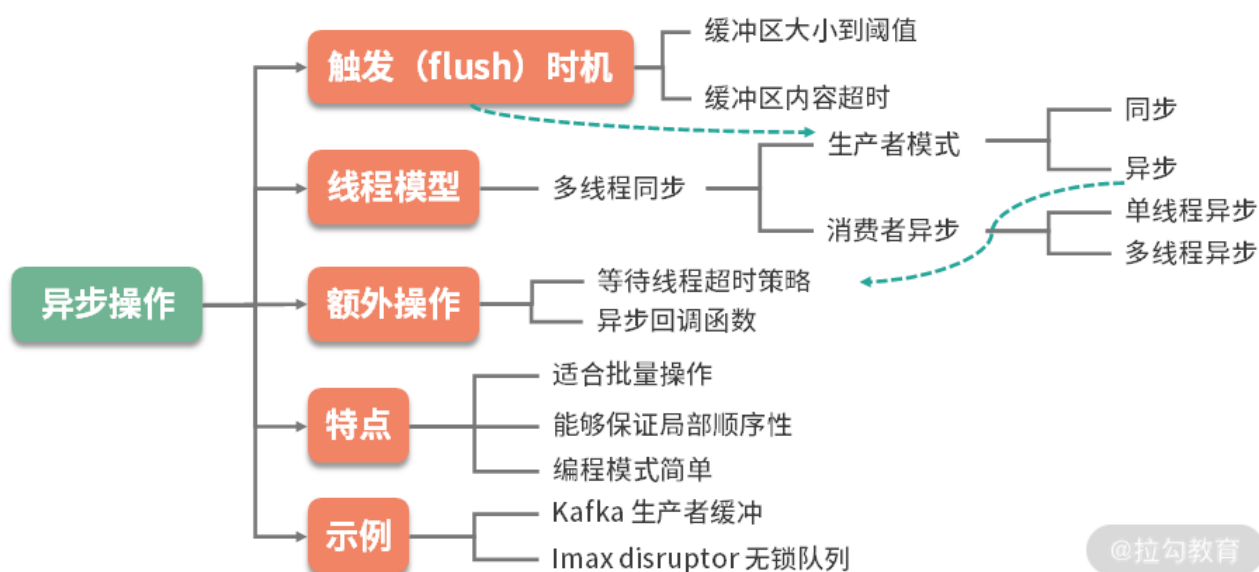 异步操作
触发（flush）时机
缓冲区大小到阈值
缓冲区内容超时
线程模型
多线程同步
生产者模式
同步
异步
消费者异步
单线程异步
多线程异步
额外操作
等待线程超时策略
异步回调函数
特点
适合批量操作
能够保证局部顺序性
编程模式简单
示例
Kafka 生产者缓冲
Imax disruptor 无锁队列
@拉勾教育